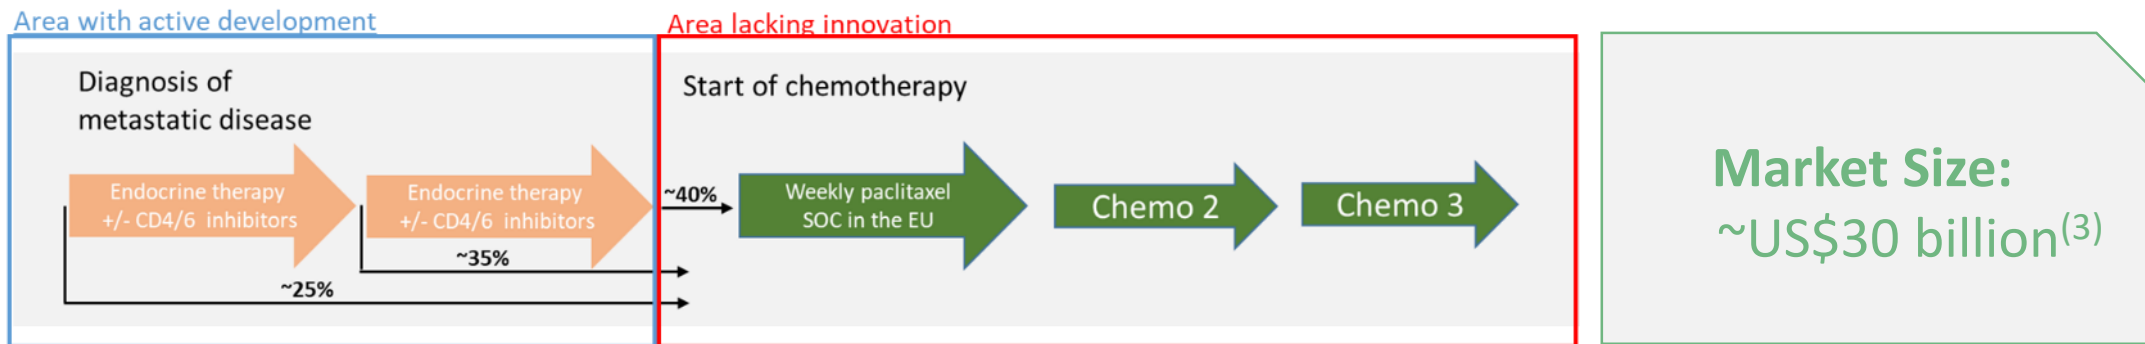 Area with active development
Area lacking innovation
Diagnosis of
metastatic disease
Start of chemotherapy
Endocrine therapy
+/- CD4/6 inhibitors
Endocrine therapy
+/- CD4/6 inhibitors
~40%
Weekly paclitaxel
SOC in the EU
Chemo 2
Chemo 3
~35%
~25%
Market Size:
~US$30 billion(3)